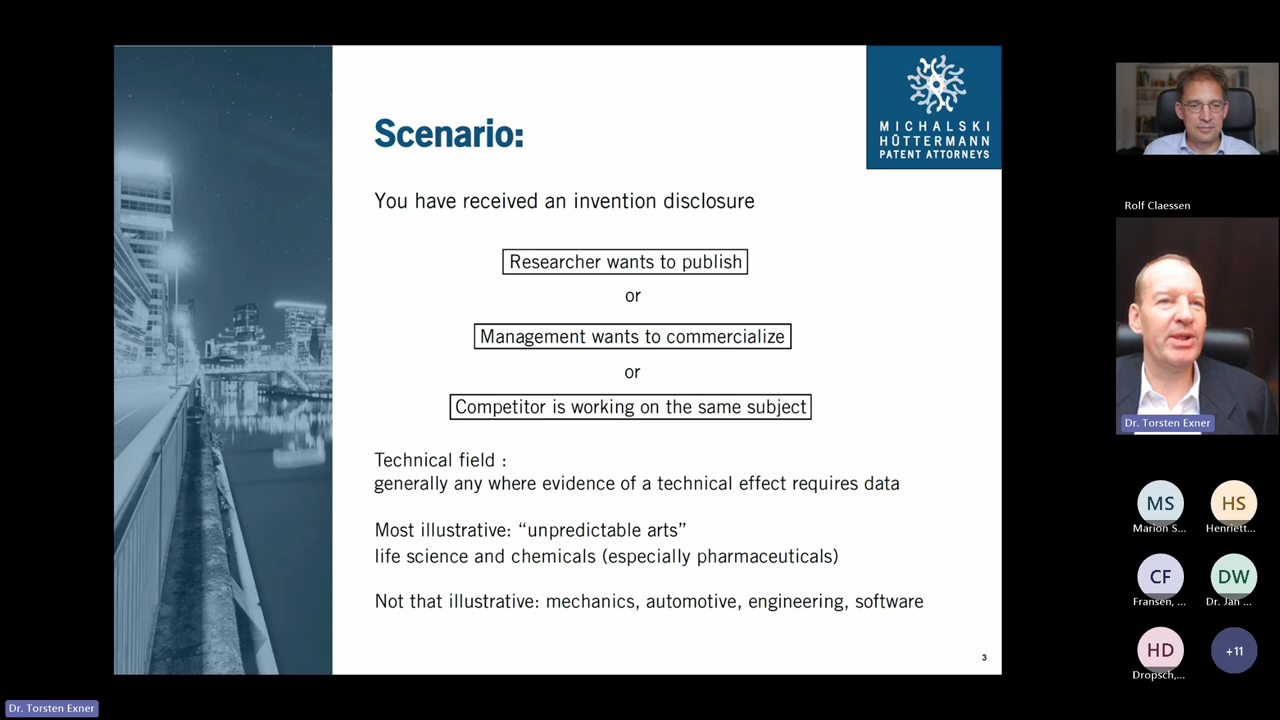 Scenario:
MICHALSKI
HÜTTERMANN
PATENT ATTORNEYS
You have received an invention disclosure
Researcher wants to publish
or
Management wants to commercialize
or
Competitor is working on the same subject
Technical field :
generally any where evidence of a technical effect requires data
Most illustrative: “unpredictable arts”
life science and chemicals (especially pharmaceuticals)
Not that illustrative: mechanics, automotive, engineering, software
3
Rolf Claessen
Dr. Torsten Exner
MS
HS
Marion S...
Henriett...
CF
DW
Fransen, ...
Dr. Jan ...
HD
+11
Dropsch,...
Dr. Torsten Exner